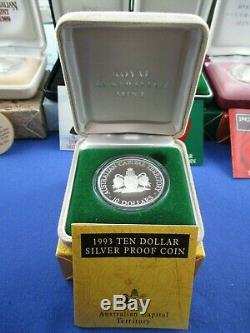 ROYAL
AUSTRALIAN
MINT
AUSTRALIAN CAPITAL TERRITORY
10 DOLLARS
1993 TEN DOLLAR
SILVER PROOF COIN
Australian Capital
Territory